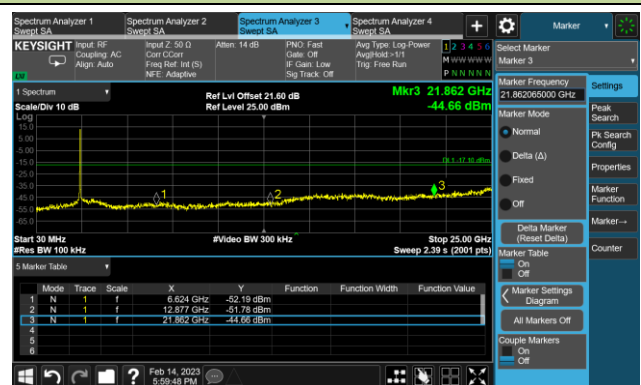 Spectrum Analyzer 1
Swept SA
Spectrum Analyzer 2
Swept SA
Spectrum Analyzer 3
Swept SA
Spectrum Analyzer 4
Swept SA
+
Marker
KEYSIGHT
Input: RF
Coupling: AC
Align: Auto
Input Z: 50 Ω
Corr CCorr
Freq Ref: Int (S)
NFE: Adaptive
Atten: 14 dB
PNO: Fast
Gate: Off
IF Gain: Low
Sig Track: Off
Avg Type: Log-Power
Avg|Hold:>1/1
Trig: Free Run
1 2 3 4 5 6
M W W W W W
P N N N N N
LU
Select Marker
Marker 3
1 Spectrum
Scale/Div 10 dB
Ref Lvl Offset 21.60 dB
Ref Level 25.00 dBm
Mkr3 21.862 GHz
-44.66 dBm
Log
15.0
5.00
-5.00
-15.0
-25.0
-35.0
-45.0
-55.0
-65.0
DL1 -17.10 dBm
1
2
3
Start 30 MHz
#Res BW 100 kHz
#Video BW 300 kHz
Stop 25.00 GHz
Sweep 2.39 s (2001 pts)
Marker Frequency
21.862065000 GHz
Marker Mode
Normal
Delta (Δ)
Fixed
Off
Delta Marker
(Reset Delta)
Marker Table
On
Off
Marker Settings
Diagram
All Markers Off
Couple Markers
On
Off
Settings
Peak
Search
Pk Search
Config
Properties
Marker
Function
Marker→
Counter
5 Marker Table
Mode Trace Scale X Y Function Function Width Function Value
1 N 1 f 6.624 GHz -52.19 dBm
2 N 1 f 12.877 GHz -51.78 dBm
3 N 1 f 21.862 GHz -44.66 dBm
4
5
6
?
Feb 14, 2023
5:59:48 PM